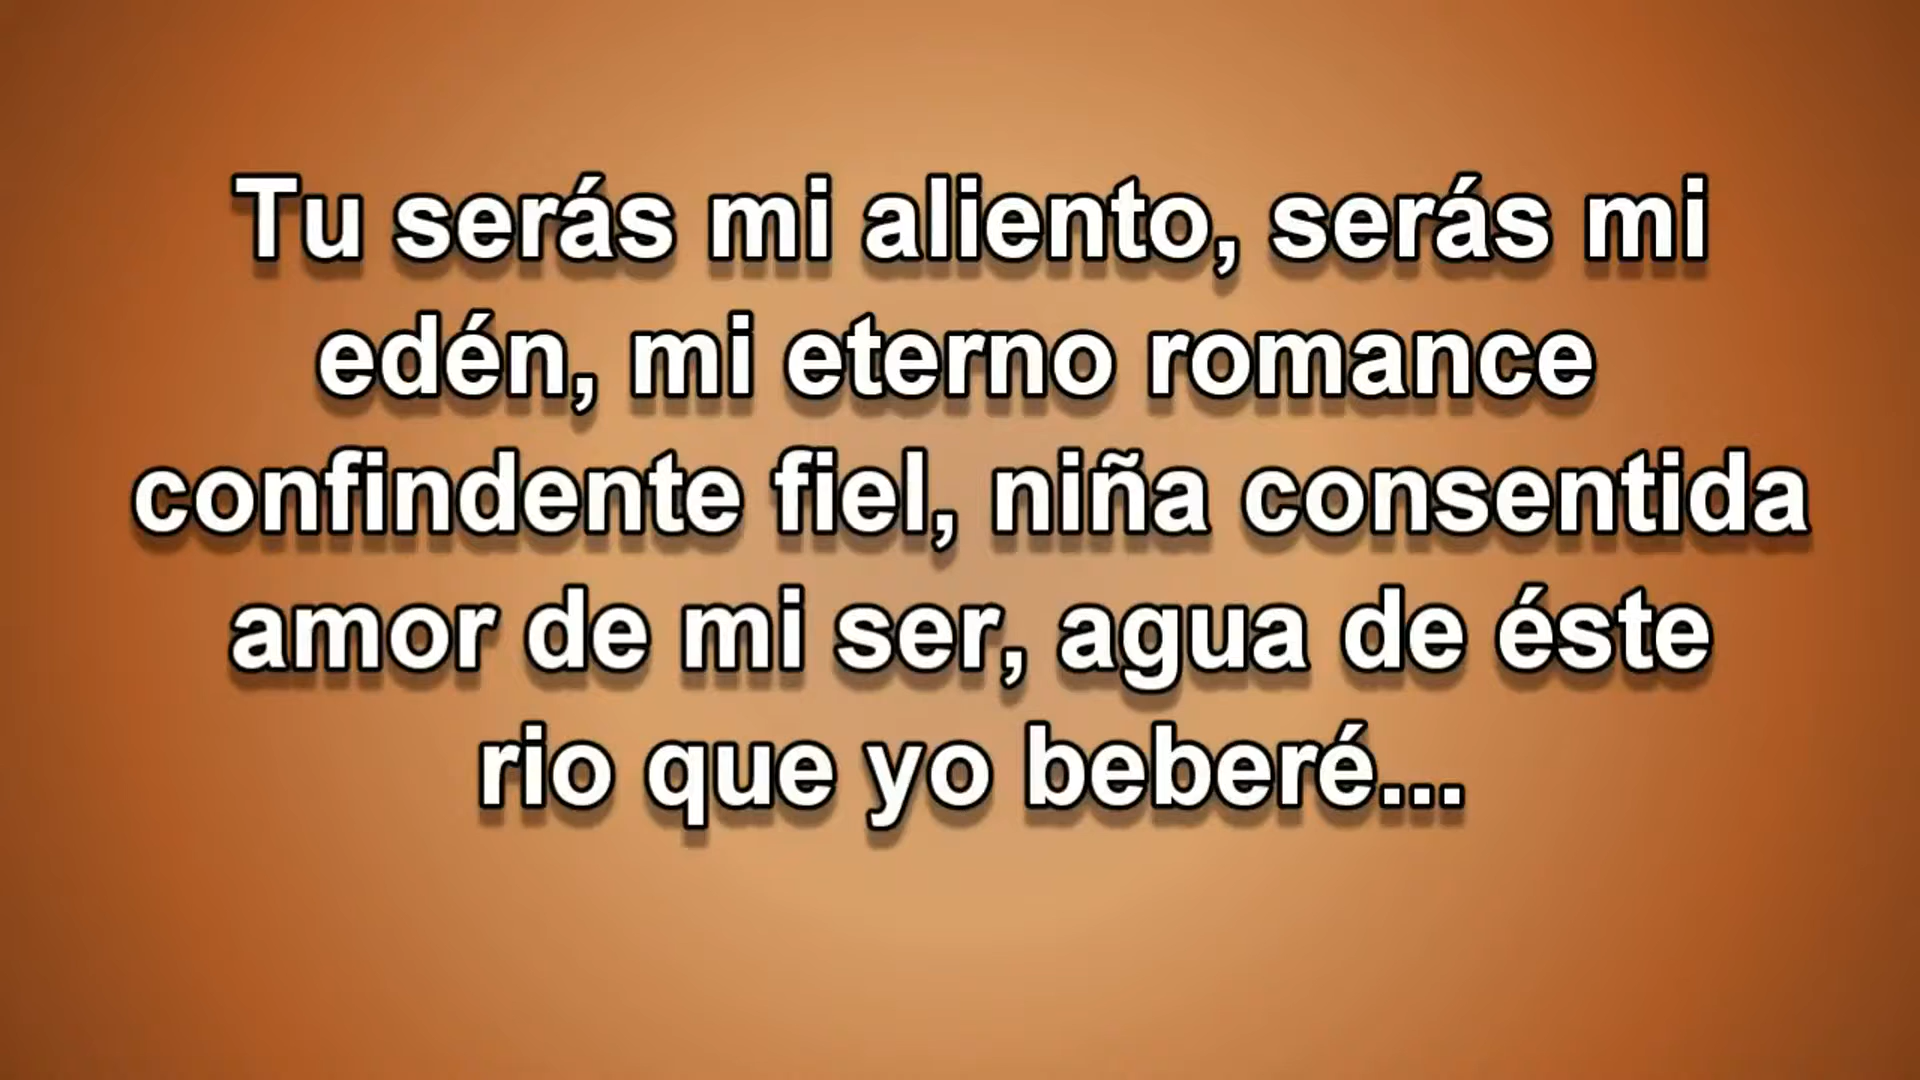 Tu serás mi aliento, serás mi
edén, mi eterno romance
confindente fiel, niña consentida
amor de mi ser, agua de éste
rio que yo beberé...